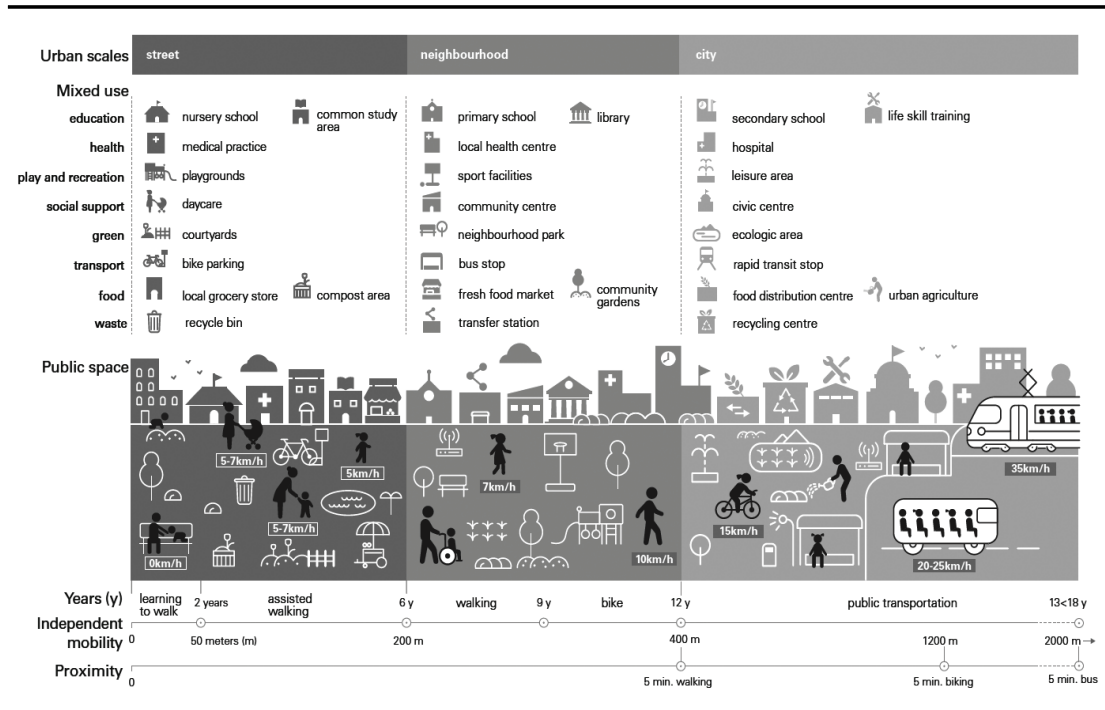 Urban scales street neighbourhood city
Mixed use
education nursery school common study area primary school library secondary school life skill training
health medical practice local health centre hospital
play and recreation playgrounds sport facilities leisure area
social support daycare community centre civic centre
green courtyards neighbourhood park ecologic area
transport bike parking bus stop rapid transit stop
food local grocery store compost area fresh food market community gardens food distribution centre urban agriculture
waste recycle bin transfer station recycling centre
Public space
5-7km/h 5km/h 7km/h 35km/h
5-7km/h 15km/h
0km/h 10km/h 20-25km/h
Years (y) learning to walk 2 years assisted walking 6 y walking 9 y bike 12 y public transportation 13<18 y
Independent mobility 0 50 meters (m) 200 m 400 m 1200 m 2000 m
Proximity 0 5 min. walking 5 min. biking 5 min. bus